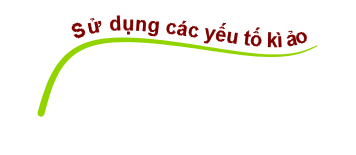 Sử dụng các yếu tố kì ảo